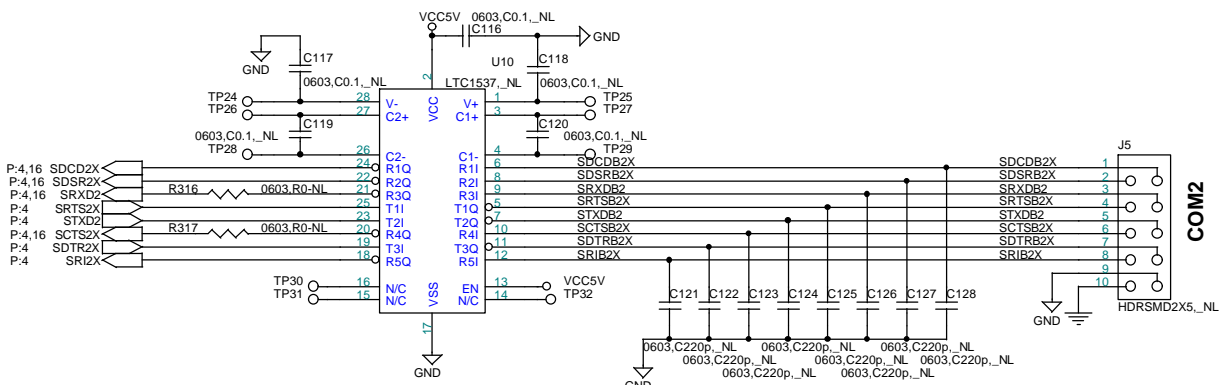 VCC5V 0603,C0.1,_NL
C116
GND
C117
GND
U10
C118
0603,C0.1,_NL
LTC1537,_NL
0603,C0.1,_NL
2
VCC
TP24 28 V- V+ 1 TP25
TP26 27 C2+ C1+ 3 TP27
C119
0603,C0.1,_NL
C120
0603,C0.1,_NL
TP28 26 C2- C1- 4 TP29
P:4,16 SDCD2X 24 R1Q R1I 6 SDCDB2X SDCDB2X 1
P:4,16 SDSR2X 22 R2Q R2I 8 SDSRB2X SDSRB2X 2
P:4,16 SRXD2 R316 0603,R0-NL 21 R3Q R3I 9 SRXDB2 SRXDB2 3
P:4 SRTS2X 25 T1I T1Q 5 SRTSB2X SRTSB2X 4
P:4 STXD2 23 T2I T2Q 7 STXDB2 STXDB2 5
P:4,16 SCTS2X R317 0603,R0-NL 20 R4Q R4I 10 SCTSB2X SCTSB2X 6
P:4 SDTR2X 19 T3I T3Q 11 SDTRB2X SDTRB2X 7
P:4 SRI2X 18 R5Q R5I 12 SRIB2X SRIB2X 8
9
10
J5
COM2
HDRSMD2X5,_NL
GND
TP30 16 N/C EN 13 VCC5V
TP31 15 N/C N/C 14 TP32
VSS
17
GND
C121 C122 C123 C124 C125 C126 C127 C128
0603,C220p,_NL 0603,C220p,_NL 0603,C220p,_NL
0603,C220p,_NL 0603,C220p,_NL 0603,C220p,_NL
0603,C220p,_NL 0603,C220p,_NL
GND